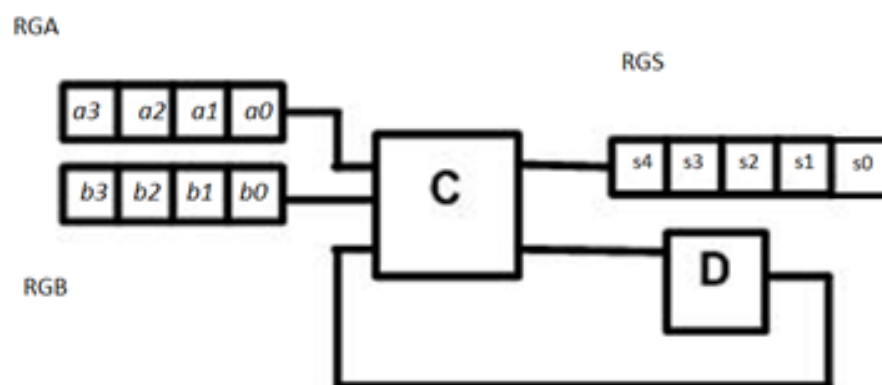 RGA
RGS
a3 a2 a1 a0
C
s4 s3 s2 s1 s0
b3 b2 b1 b0
D
RGB